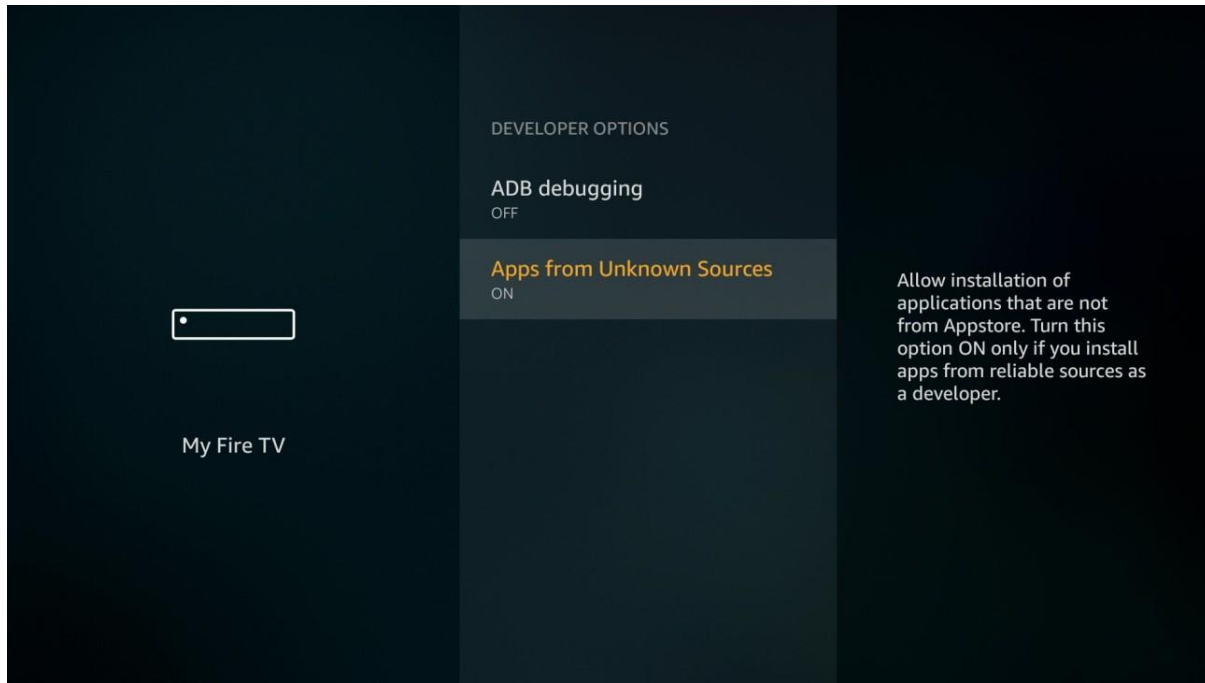 DEVELOPER OPTIONS
ADB debugging
OFF
Apps from Unknown Sources
ON
My Fire TV
Allow installation of
applications that are not
from Appstore. Turn this
option ON only if you install
apps from reliable sources as
a developer.